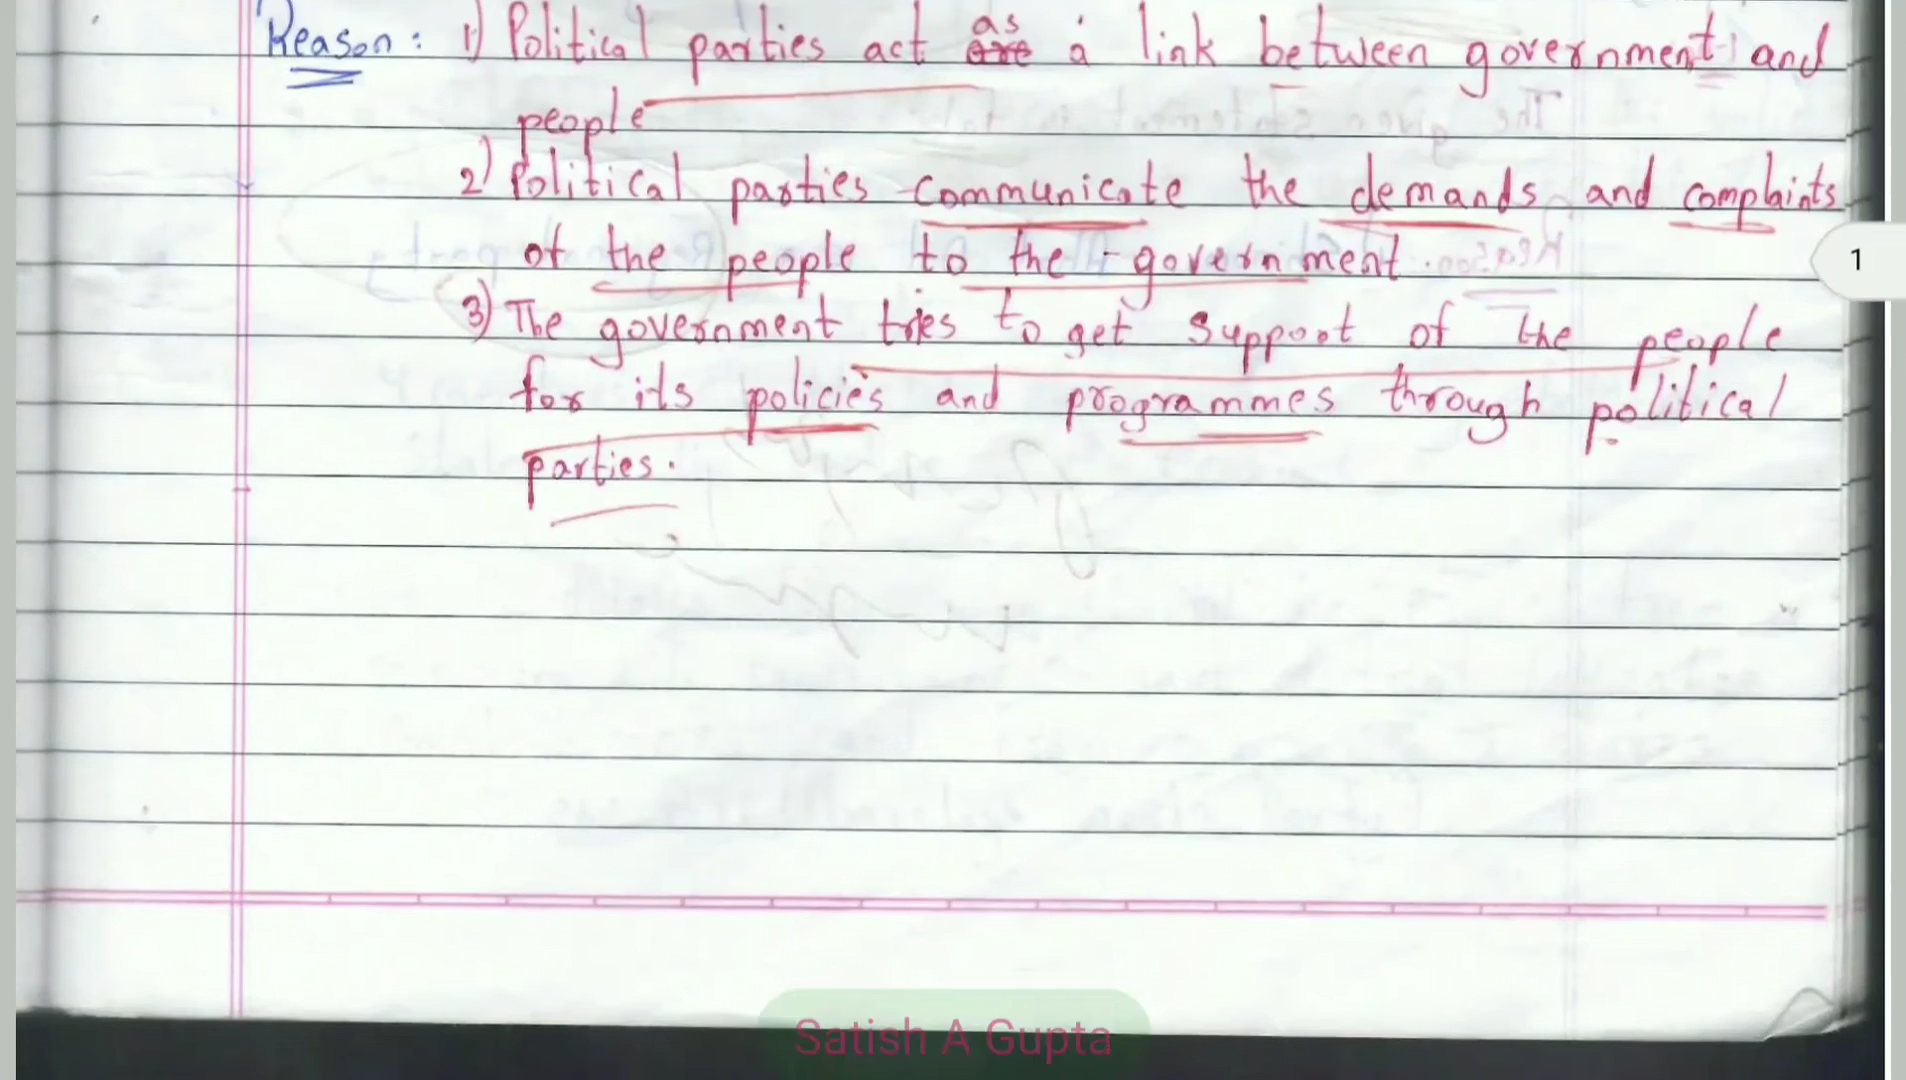 Reason: 1) Political parties act as a link between government and
people
2) Political parties communicate the demands and complaints
of the people to the government.
3) The government tries to get support of the people
for its policies and programmes through political
parties.
1
Satish A Gupta